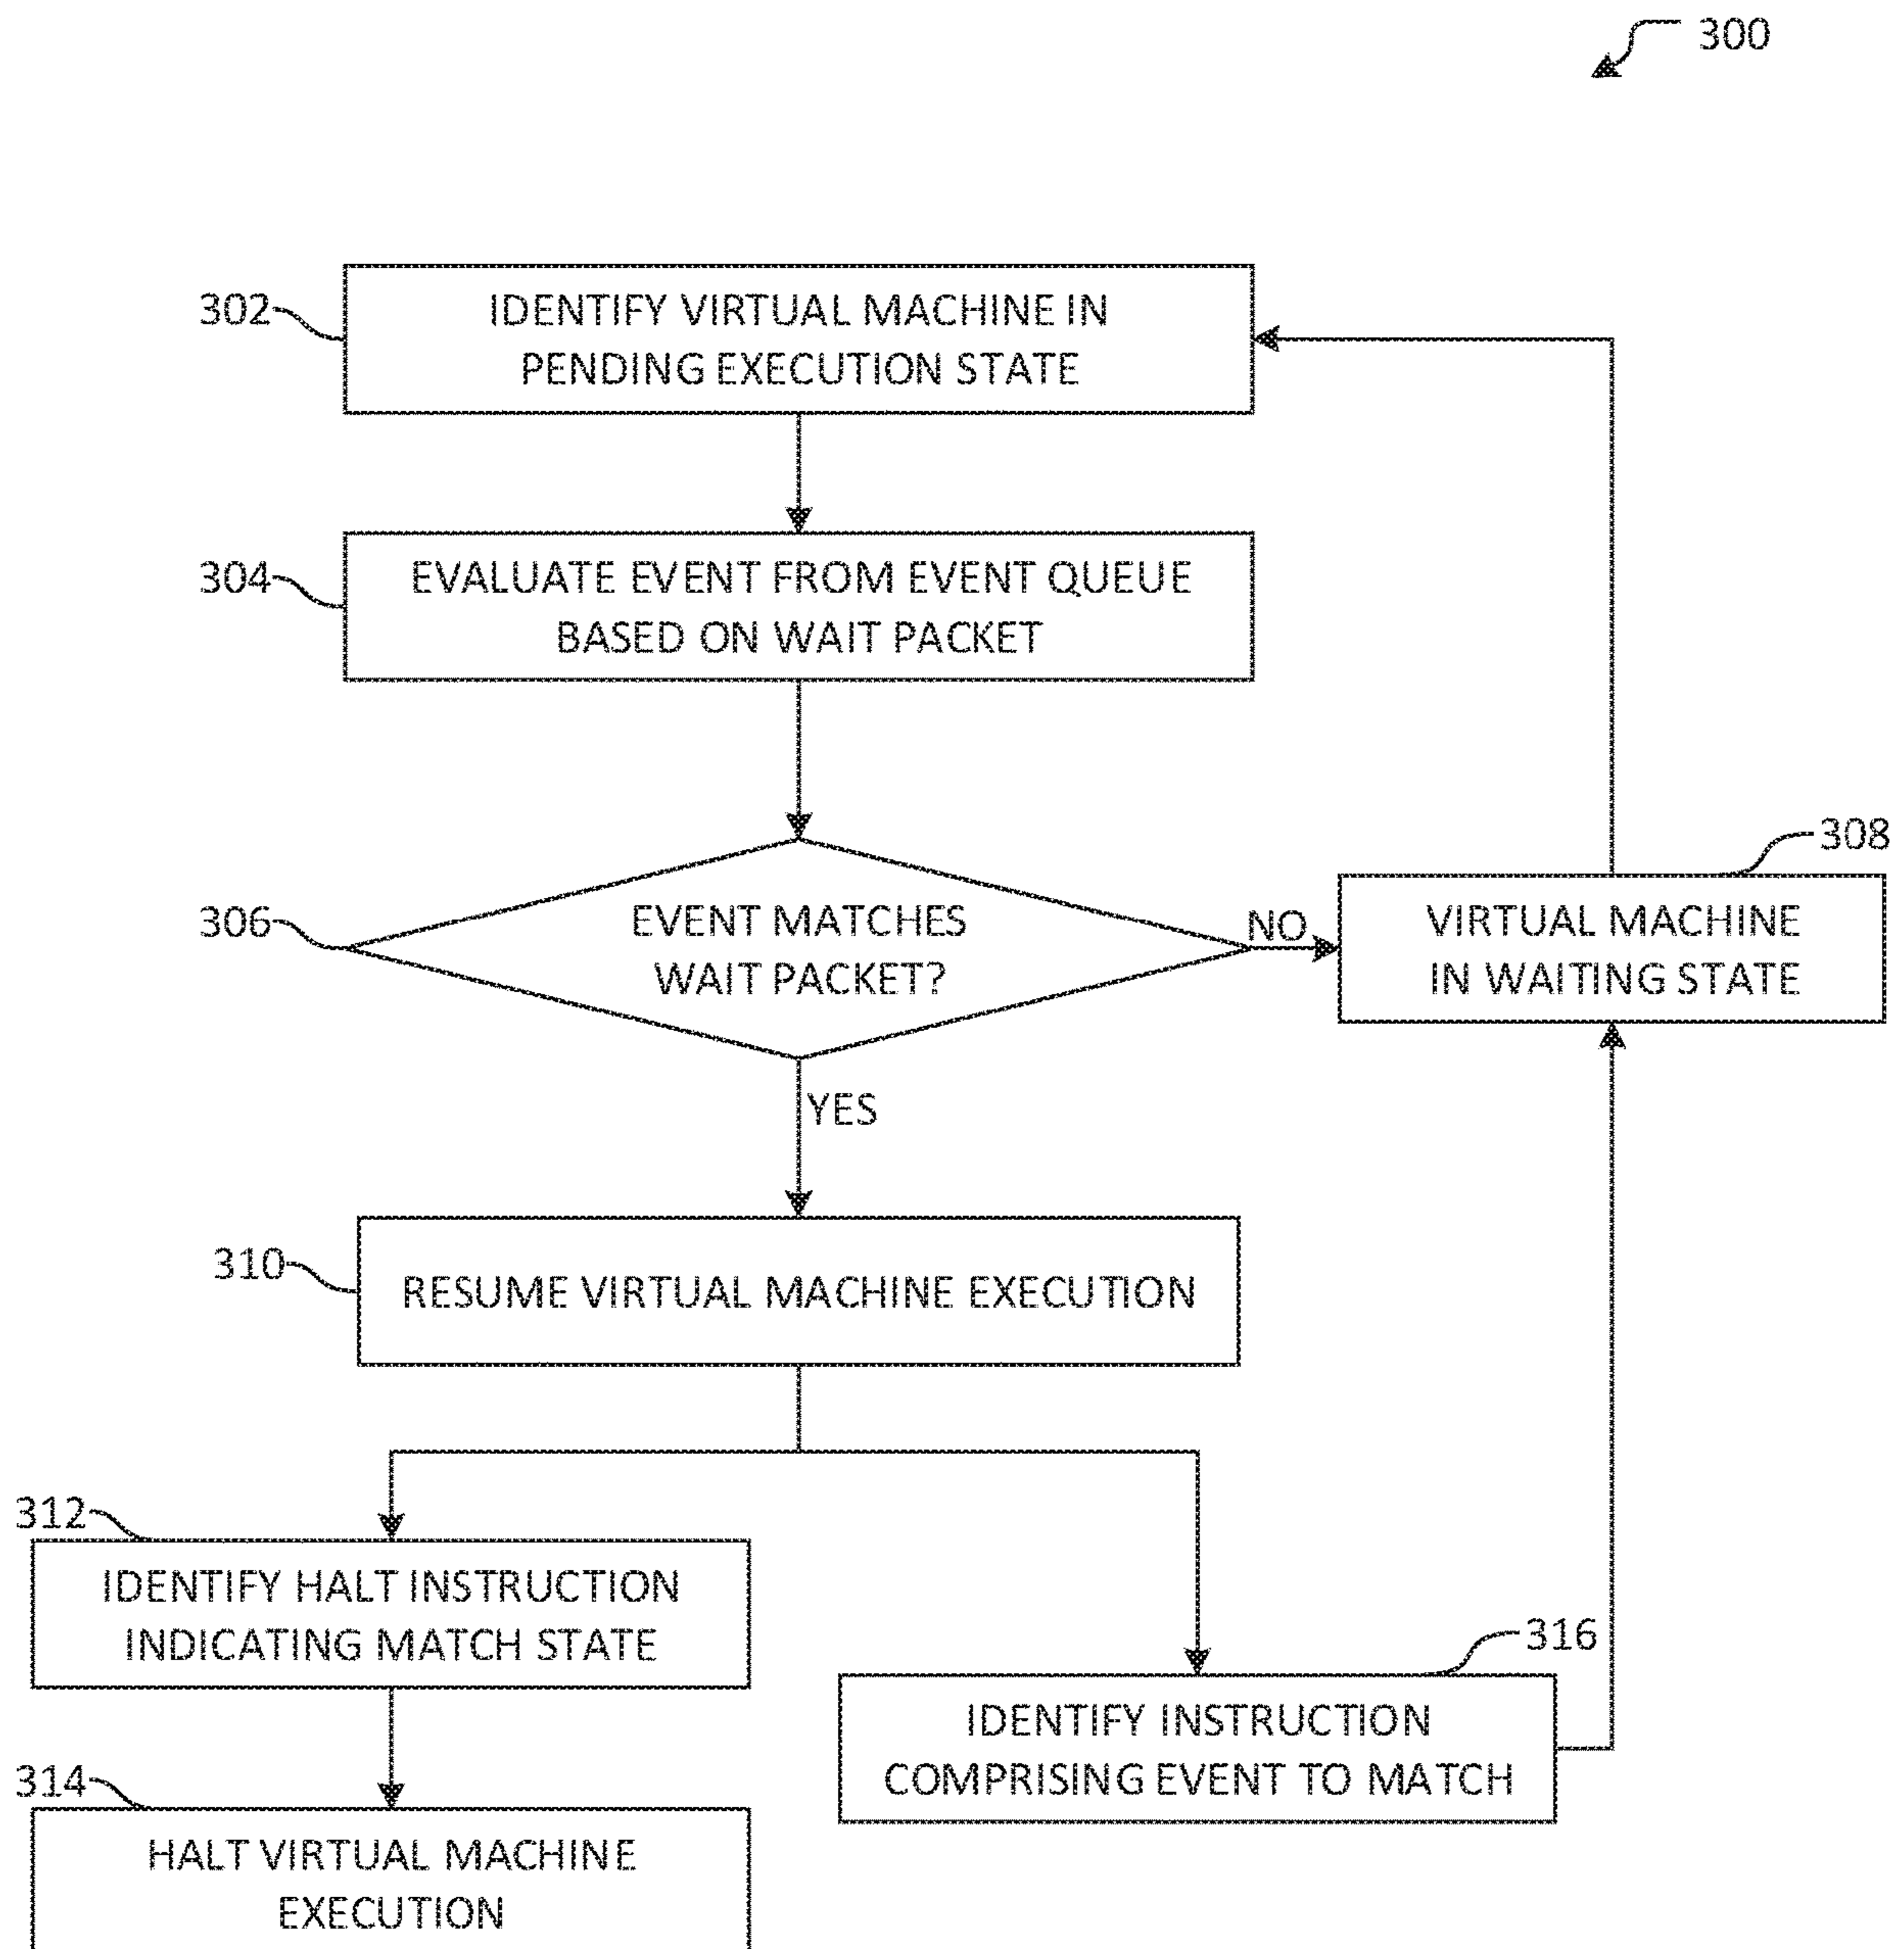 300
302
IDENTIFY VIRTUAL MACHINE IN
PENDING EXECUTION STATE
304
EVALUATE EVENT FROM EVENT QUEUE
BASED ON WAIT PACKET
306
EVENT MATCHES
WAIT PACKET?
NO
308
VIRTUAL MACHINE
IN WAITING STATE
YES
310
RESUME VIRTUAL MACHINE EXECUTION
312
IDENTIFY HALT INSTRUCTION
INDICATING MATCH STATE
316
IDENTIFY INSTRUCTION
COMPRISING EVENT TO MATCH
314
HALT VIRTUAL MACHINE
EXECUTION